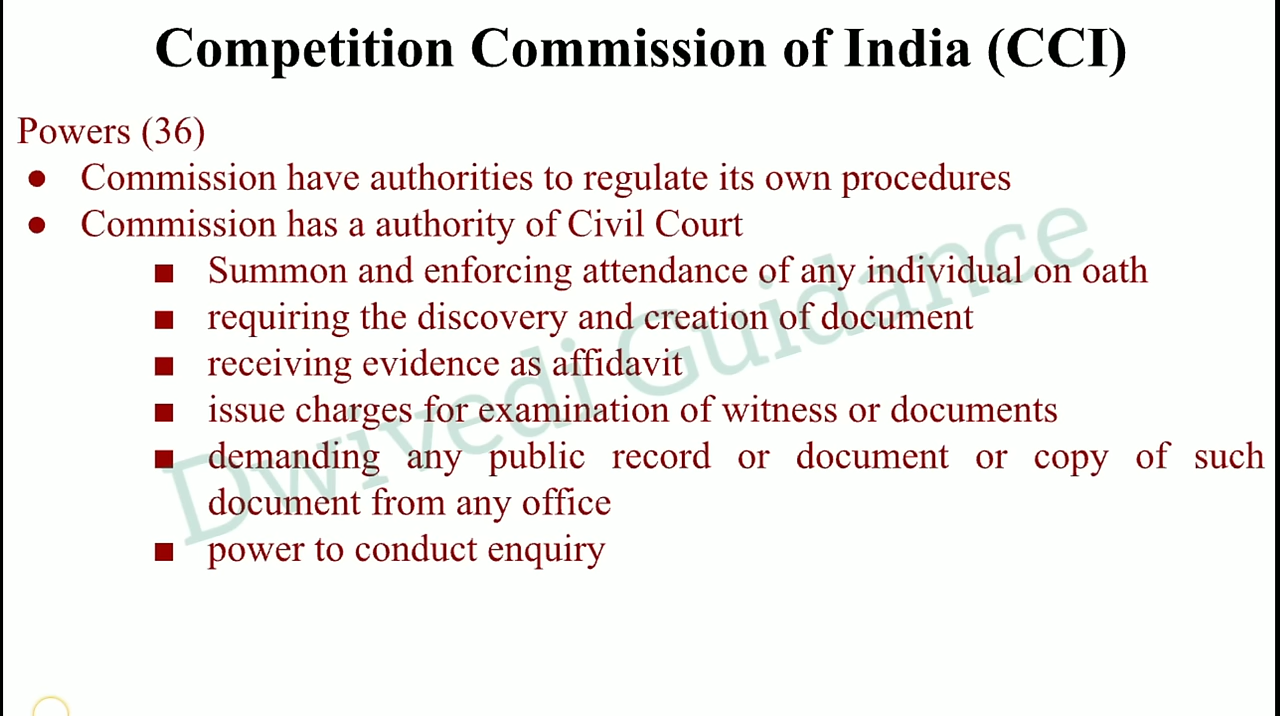 Competition Commission of India (CCI)
Powers (36)
● Commission have authorities to regulate its own procedures
● Commission has a authority of Civil Court
■ Summon and enforcing attendance of any individual on oath
■ requiring the discovery and creation of document
■ receiving evidence as affidavit
■ issue charges for examination of witness or documents
■ demanding any public record or document or copy of such
document from any office
■ power to conduct enquiry
Dwivedi Guidance